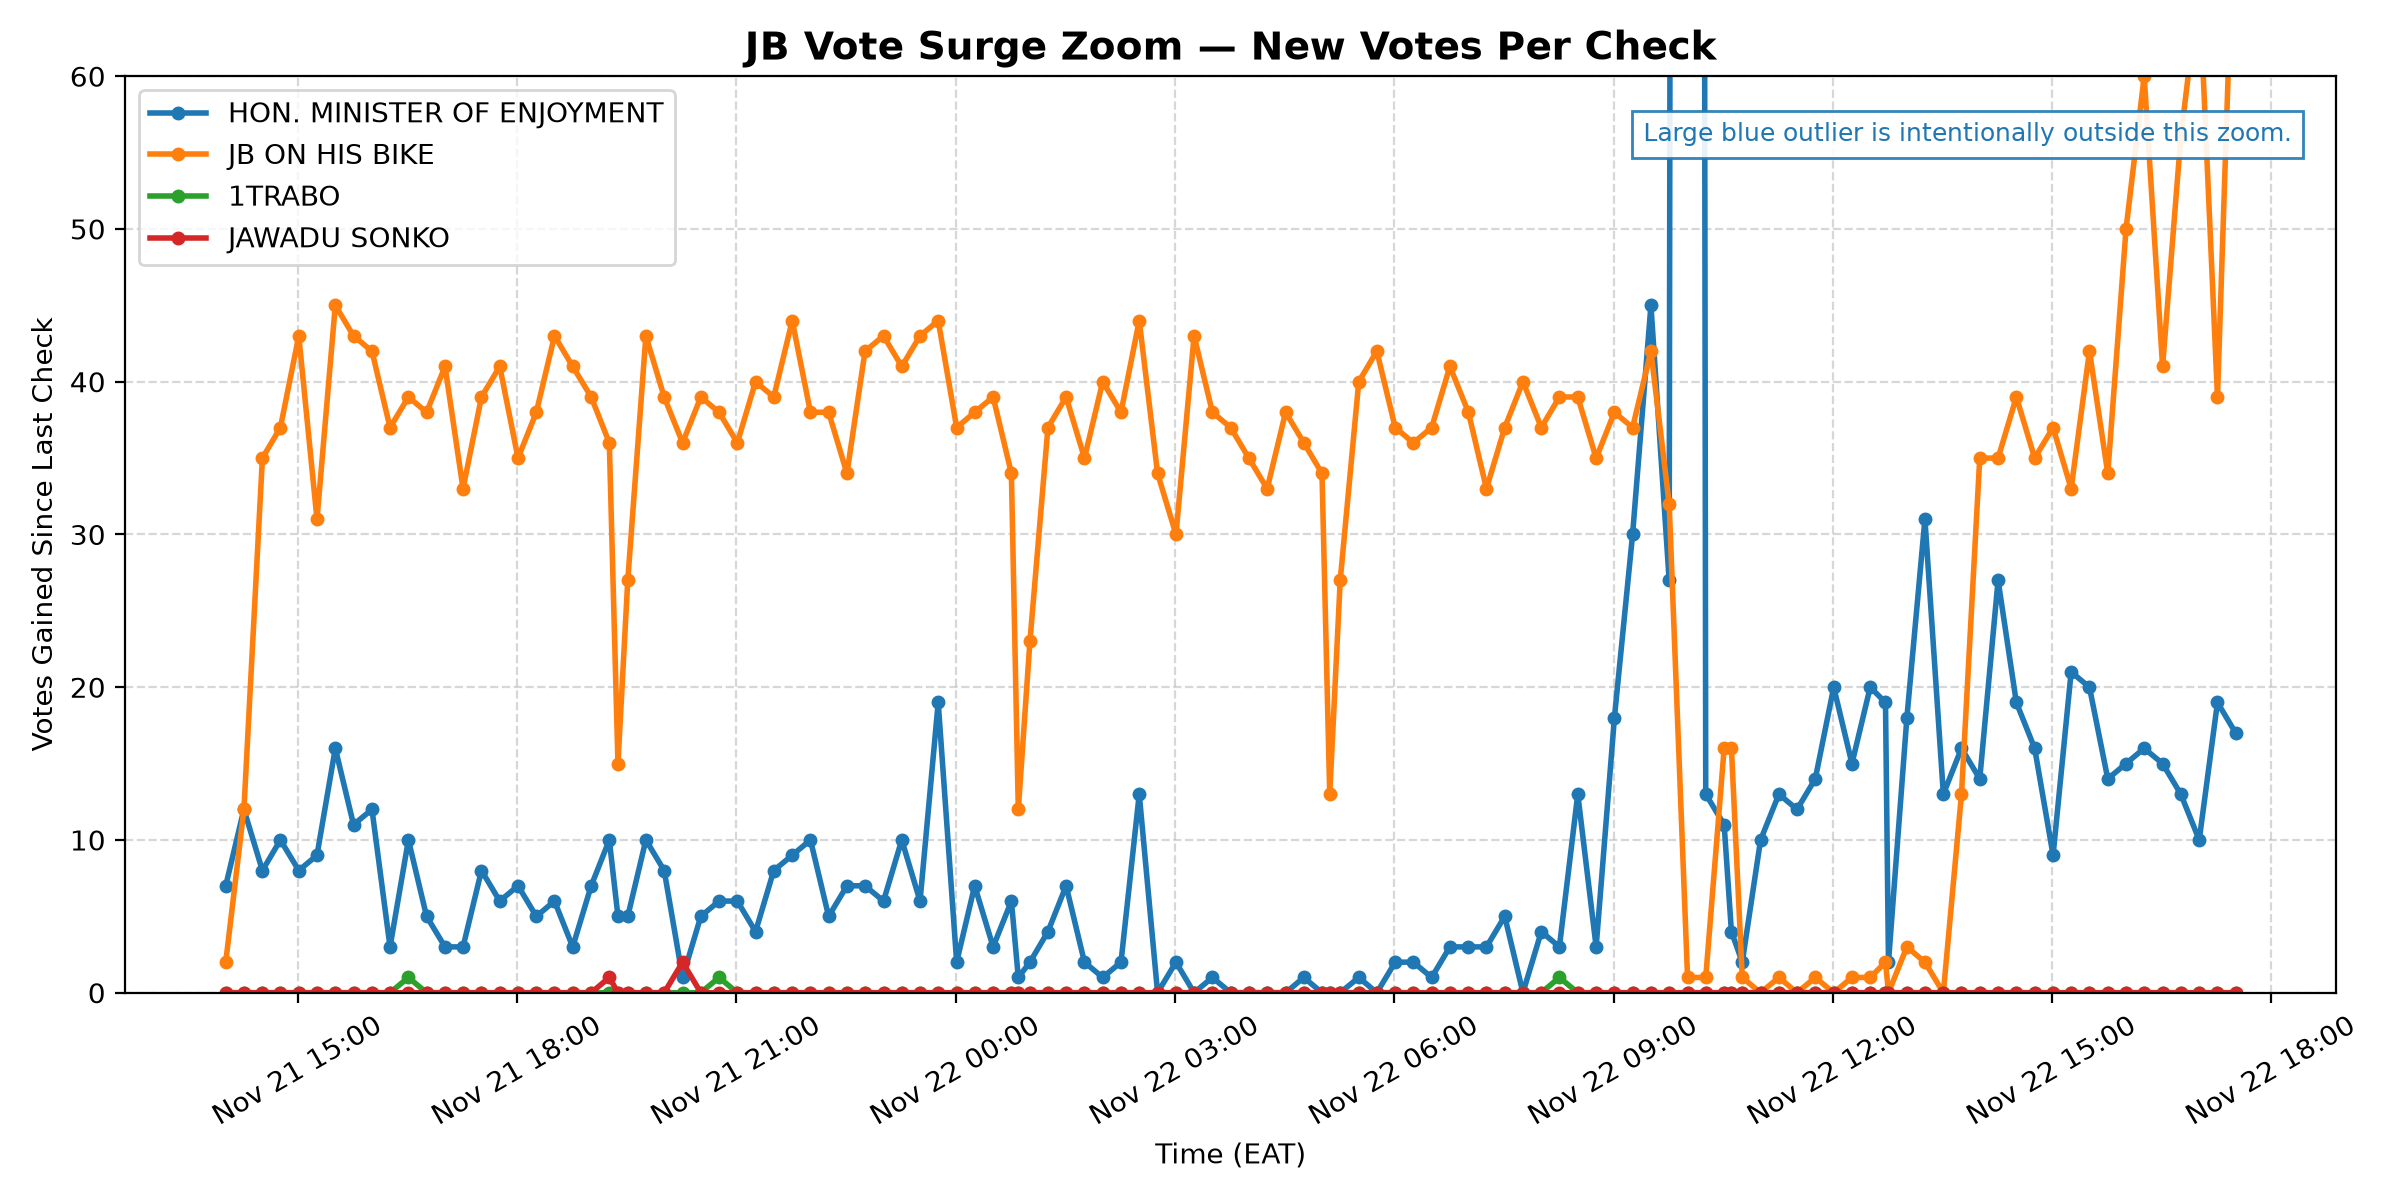 JB Vote Surge Zoom — New Votes Per Check
60
50
40
30
20
10
0
Votes Gained Since Last Check
HON. MINISTER OF ENJOYMENT
JB ON HIS BIKE
1TRABO
JAWADU SONKO
Large blue outlier is intentionally outside this zoom.
Nov 21 15:00
Nov 21 18:00
Nov 21 21:00
Nov 22 00:00
Nov 22 03:00
Nov 22 06:00
Nov 22 09:00
Nov 22 12:00
Nov 22 15:00
Nov 22 18:00
Time (EAT)